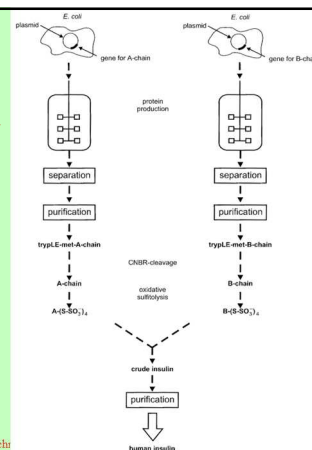 E. coli
E. coli
plasmid
plasmid
gene for A-chain
gene for B-cha
protein
production
separation
separation
purification
purification
trypLE-met-A-chain
trypLE-met-B-chain
CNBR-cleavage
A-chain
B-chain
oxidative
sulfitolysis
A-(S-SO₃⁻)₄
B-(S-SO₃⁻)₄
crude insulin
purification
human insulin